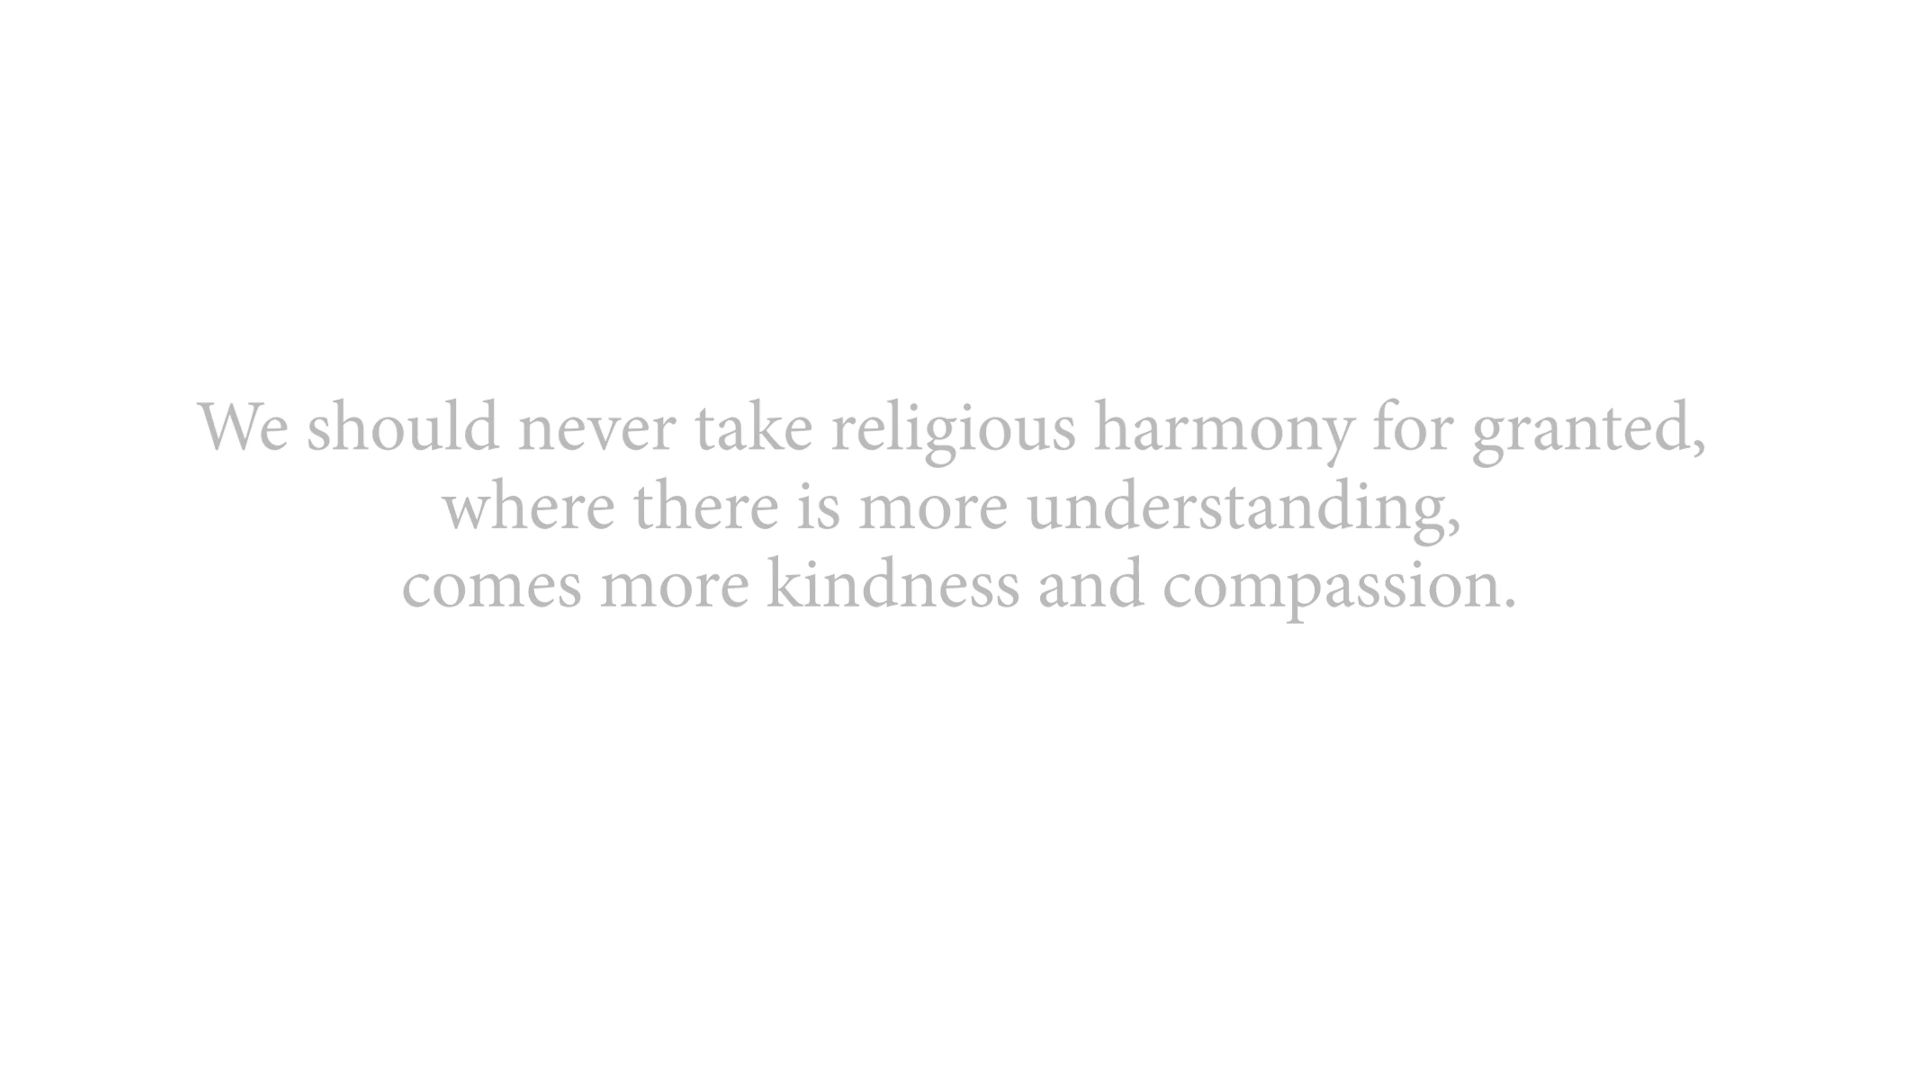 We should never take religious harmony for granted,
where there is more understanding,
comes more kindness and compassion.